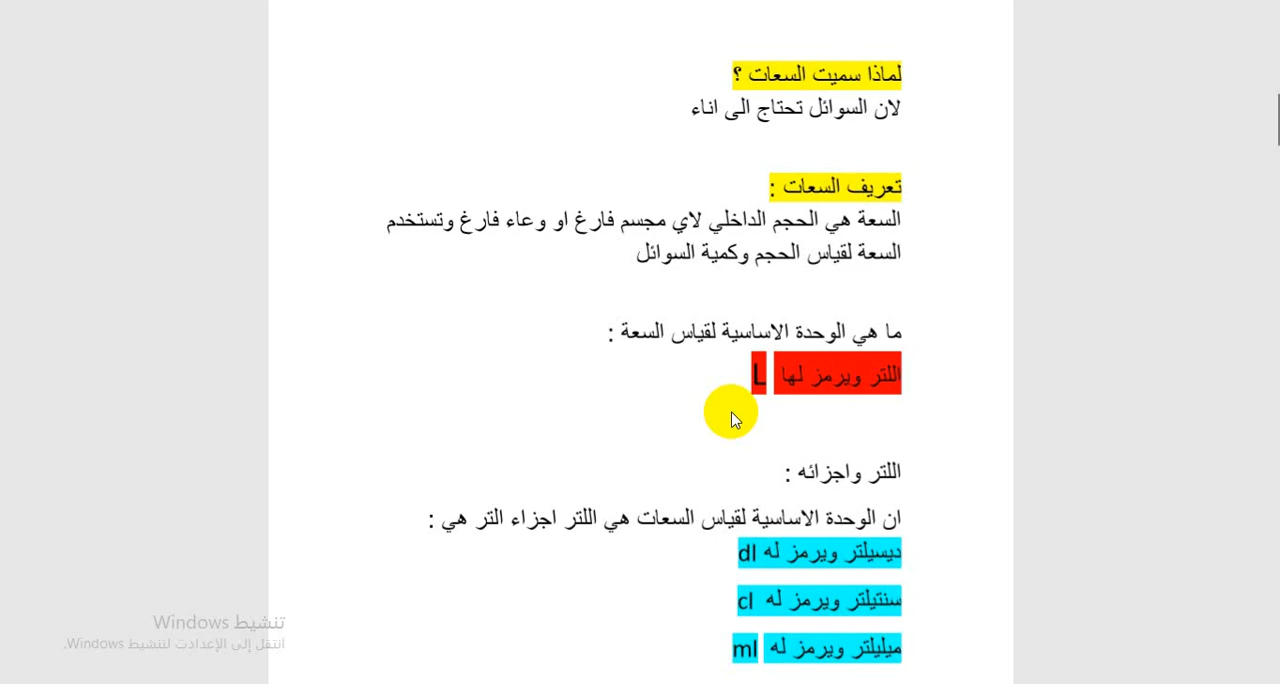 لماذا سميت السعات ؟
لان السوائل تحتاج الى اناء
تعريف السعات :
السعة هي الحجم الداخلي لاي مجسم فارغ او وعاء فارغ وتستخدم
السعة لقياس الحجم وكمية السوائل
ما هي الوحدة الاساسية لقياس السعة :
اللتر ويرمز لها L
اللتر واجزائه :
ان الوحدة الاساسية لقياس السعات هي اللتر اجزاء التر هي :
ديسيلتر ويرمز له dl
سنتيلتر ويرمز له cl
ميليلتر ويرمز له ml
تنشيط Windows
انتقل إلى الإعدادت لتنشيط Windows.